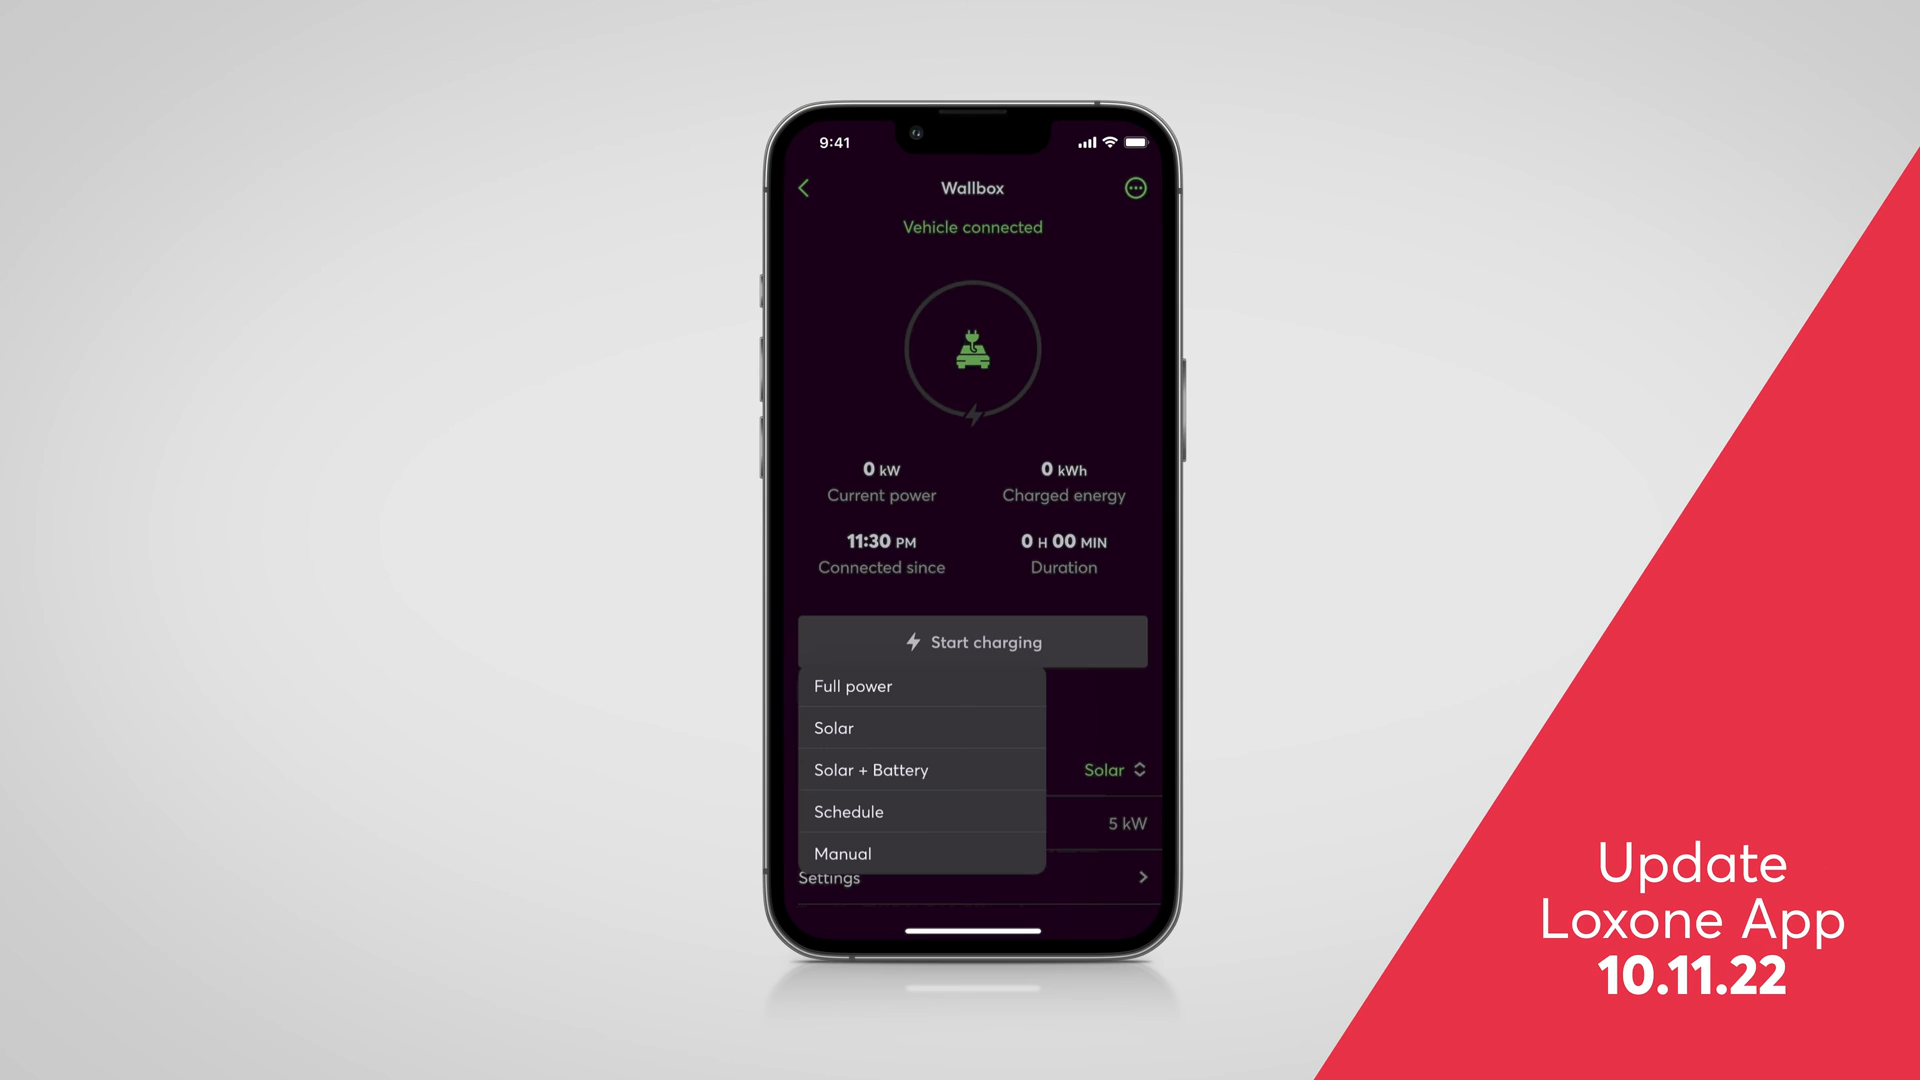 9:41
Wallbox
Vehicle connected
0 kW
Current power
0 kWh
Charged energy
11:30 PM
Connected since
0 H 00 MIN
Duration
Start charging
Full power
Solar
Solar + Battery
Schedule
Manual
Solar
5 kW
Settings
Update
Loxone App
10.11.22